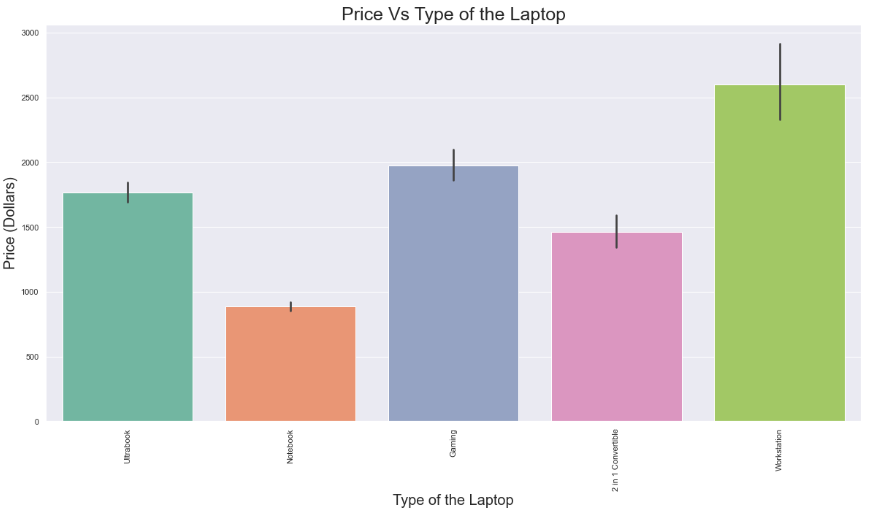 Price Vs Type of the Laptop
3000
2500
2000
1500
1000
500
0
Price (Dollars)
Ultrabook
Notebook
Gaming
2 in 1 Convertible
Workstation
Type of the Laptop